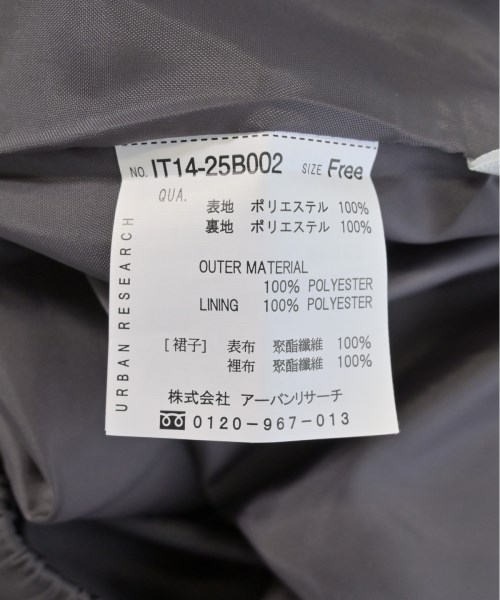 NO. IT14-25B002 SIZE Free
QUA.
表地 ポリエステル 100%
裏地 ポリエステル 100%
OUTER MATERIAL
100% POLYESTER
LINING 100% POLYESTER
[裙子] 表布 聚酯纖維 100%
裡布 聚酯纖維 100%
株式会社 アーバンリサーチ
0120-967-013
URBAN RESEARCH